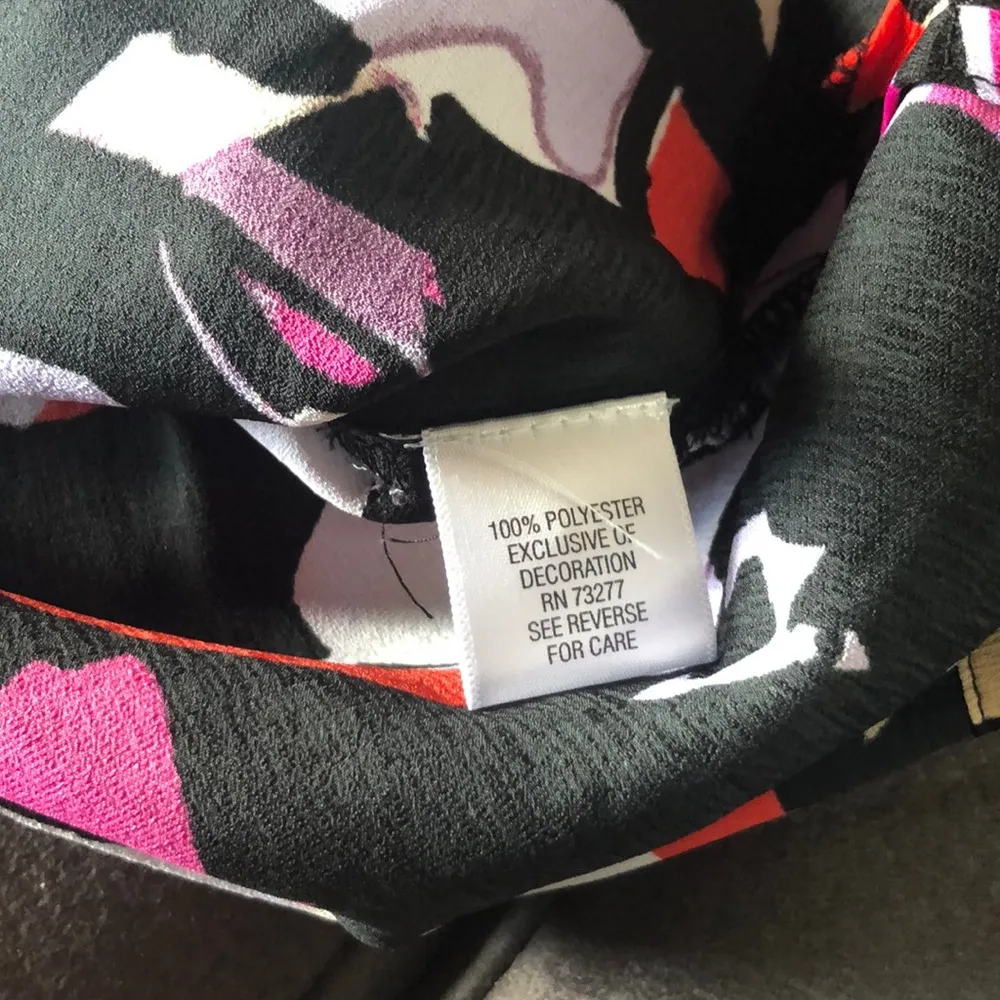 100% POLYESTER
EXCLUSIVE OF
DECORATION
RN 73277
SEE REVERSE
FOR CARE